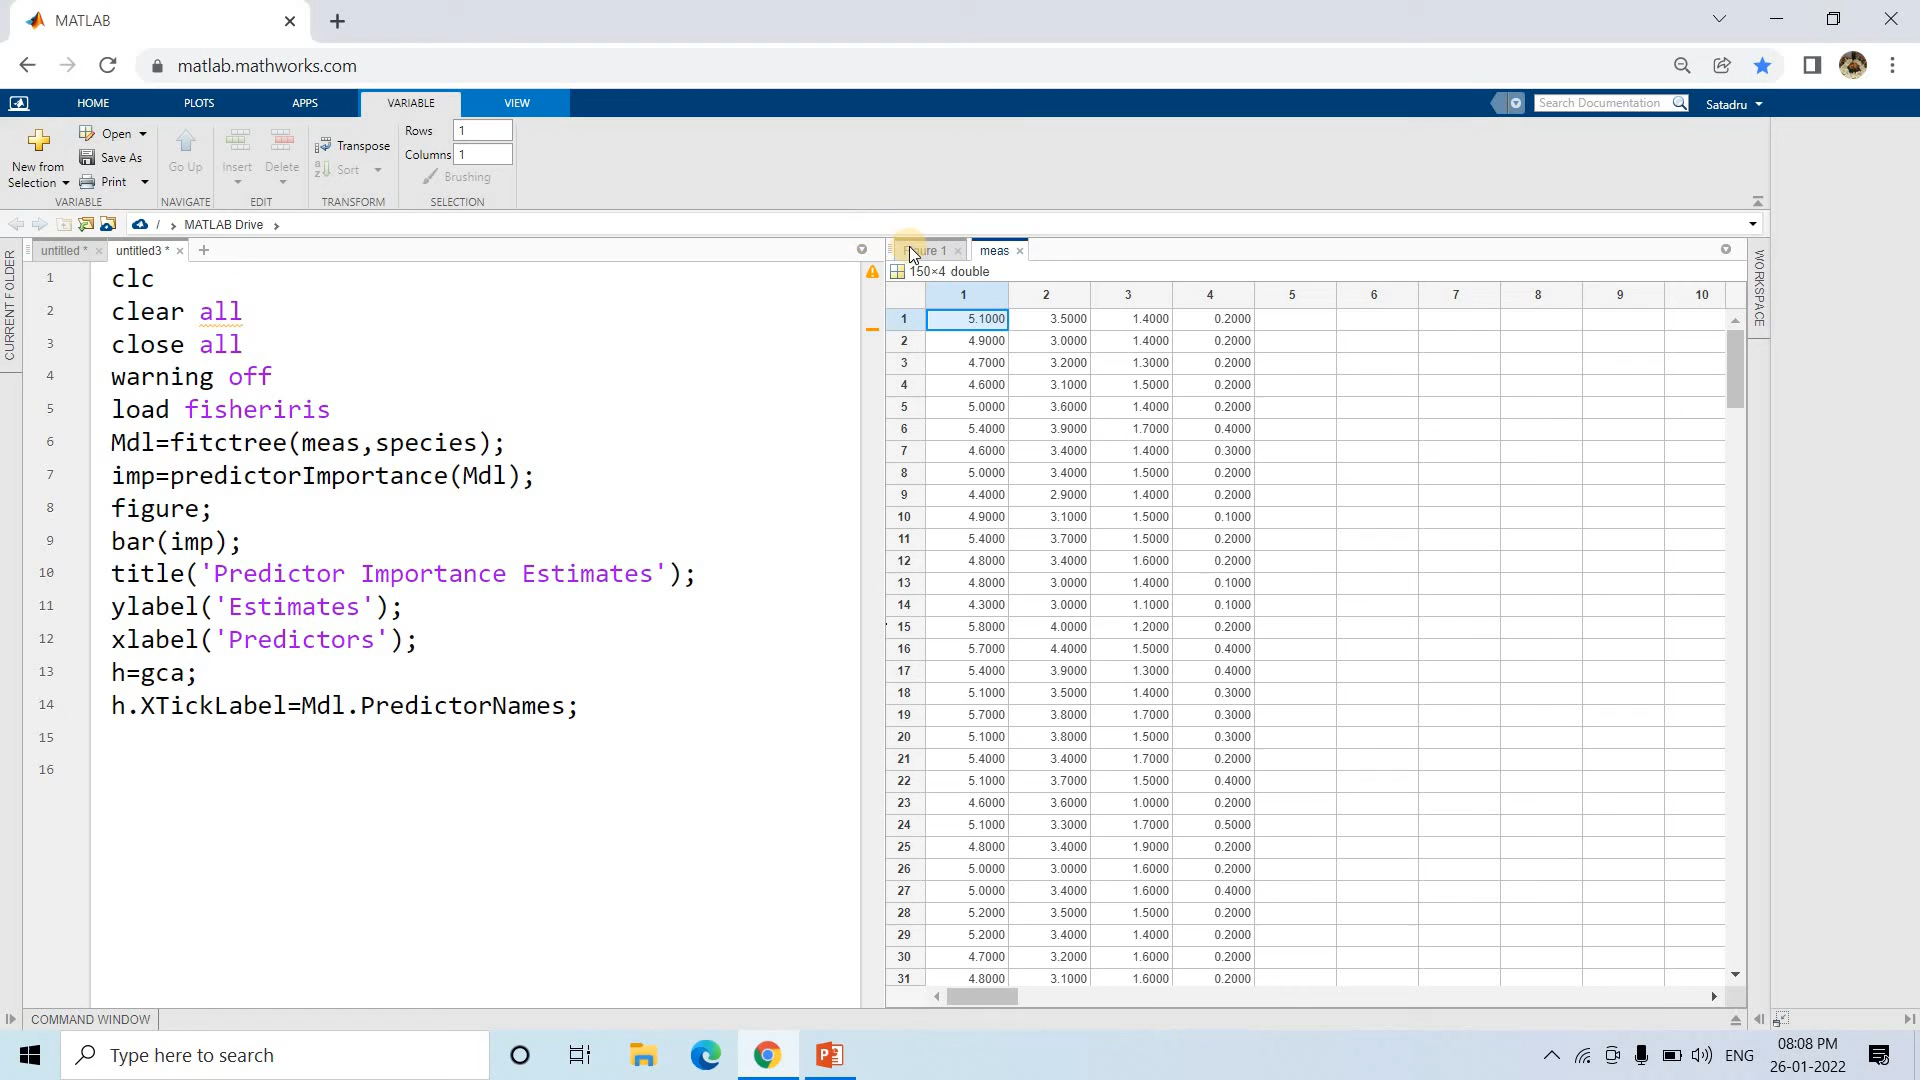 MATLAB
matlab.mathworks.com
HOME PLOTS APPS VARIABLE VIEW
Search Documentation Satadru
New from Selection
Open
Save As
Print
Go Up
Insert
Delete
Transpose
Sort
Rows 1
Columns 1
Brushing
VARIABLE NAVIGATE EDIT TRANSFORM SELECTION
/ MATLAB Drive
CURRENT FOLDER
untitled * untitled3 *
1 clc
2 clear all
3 close all
4 warning off
5 load fisheriris
6 Mdl=fitctree(meas,species);
7 imp=predictorImportance(Mdl);
8 figure;
9 bar(imp);
10 title('Predictor Importance Estimates');
11 ylabel('Estimates');
12 xlabel('Predictors');
13 h=gca;
14 h.XTickLabel=Mdl.PredictorNames;
15
16
Figure 1 meas
150×4 double
1 2 3 4 5 6 7 8 9 10
1 5.1000 3.5000 1.4000 0.2000
2 4.9000 3.0000 1.4000 0.2000
3 4.7000 3.2000 1.3000 0.2000
4 4.6000 3.1000 1.5000 0.2000
5 5.0000 3.6000 1.4000 0.2000
6 5.4000 3.9000 1.7000 0.4000
7 4.6000 3.4000 1.4000 0.3000
8 5.0000 3.4000 1.5000 0.2000
9 4.4000 2.9000 1.4000 0.2000
10 4.9000 3.1000 1.5000 0.1000
11 5.4000 3.7000 1.5000 0.2000
12 4.8000 3.4000 1.6000 0.2000
13 4.8000 3.0000 1.4000 0.1000
14 4.3000 3.0000 1.1000 0.1000
15 5.8000 4.0000 1.2000 0.2000
16 5.7000 4.4000 1.5000 0.4000
17 5.4000 3.9000 1.3000 0.4000
18 5.1000 3.5000 1.4000 0.3000
19 5.7000 3.8000 1.7000 0.3000
20 5.1000 3.8000 1.5000 0.3000
21 5.4000 3.4000 1.7000 0.2000
22 5.1000 3.7000 1.5000 0.4000
23 4.6000 3.6000 1.0000 0.2000
24 5.1000 3.3000 1.7000 0.5000
25 4.8000 3.4000 1.9000 0.2000
26 5.0000 3.0000 1.6000 0.2000
27 5.0000 3.4000 1.6000 0.4000
28 5.2000 3.5000 1.5000 0.2000
29 5.2000 3.4000 1.4000 0.2000
30 4.7000 3.2000 1.6000 0.2000
31 4.8000 3.1000 1.6000 0.2000
WORKSPACE
COMMAND WINDOW
Type here to search
ENG
08:08 PM
26-01-2022